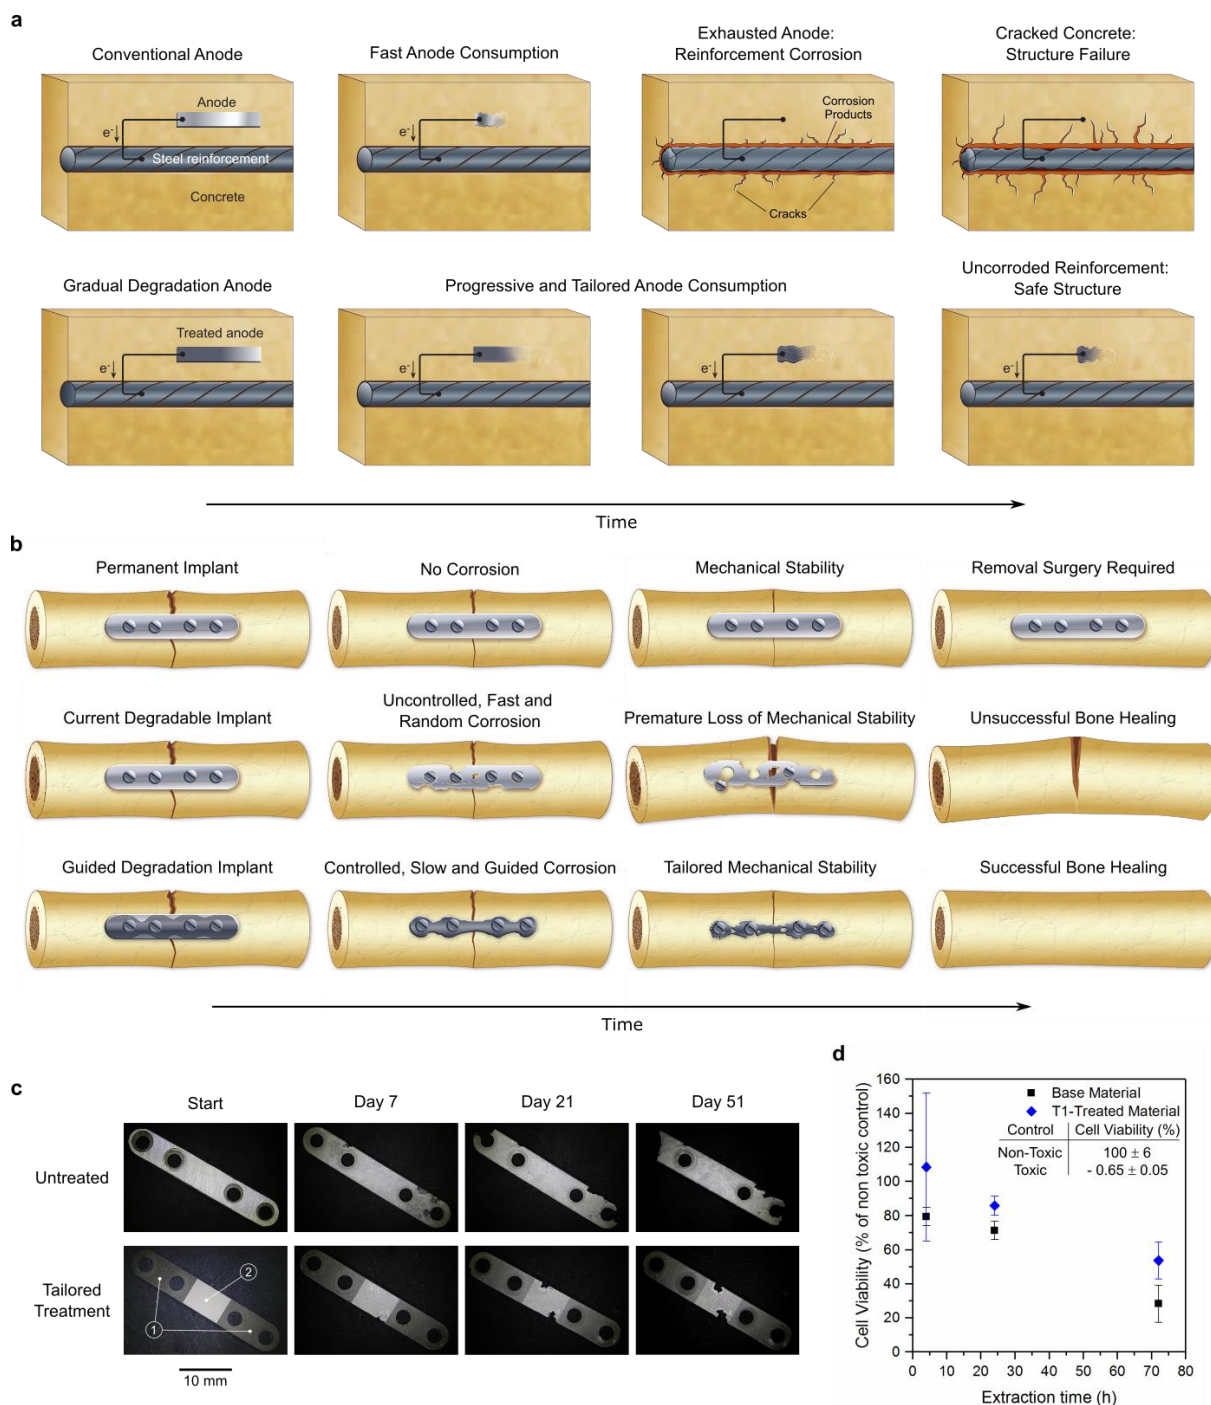 a
Conventional Anode
Fast Anode Consumption
Exhausted Anode:
Reinforcement Corrosion
Cracked Concrete:
Structure Failure
Anode
e-
Steel reinforcement
Concrete
e-
Corrosion
Products
Cracks
Gradual Degradation Anode
Progressive and Tailored Anode Consumption
Uncorroded Reinforcement:
Safe Structure
Treated anode
e-
e-
e-
e-
Time
b
Permanent Implant
No Corrosion
Mechanical Stability
Removal Surgery Required
Current Degradable Implant
Uncontrolled, Fast and
Random Corrosion
Premature Loss of Mechanical Stability
Unsuccessful Bone Healing
Guided Degradation Implant
Controlled, Slow and Guided Corrosion
Tailored Mechanical Stability
Successful Bone Healing
Time
c
Start
Day 7
Day 21
Day 51
Untreated
Tailored
Treatment
1
2
10 mm
d
Cell Viability (% of non toxic control)
160
140
120
100
80
60
40
20
0
0 10 20 30 40 50 60 70 80
Extraction time (h)
Base Material
T1-Treated Material
Control Cell Viability (%)
Non-Toxic 100 ± 6
Toxic - 0.65 ± 0.05